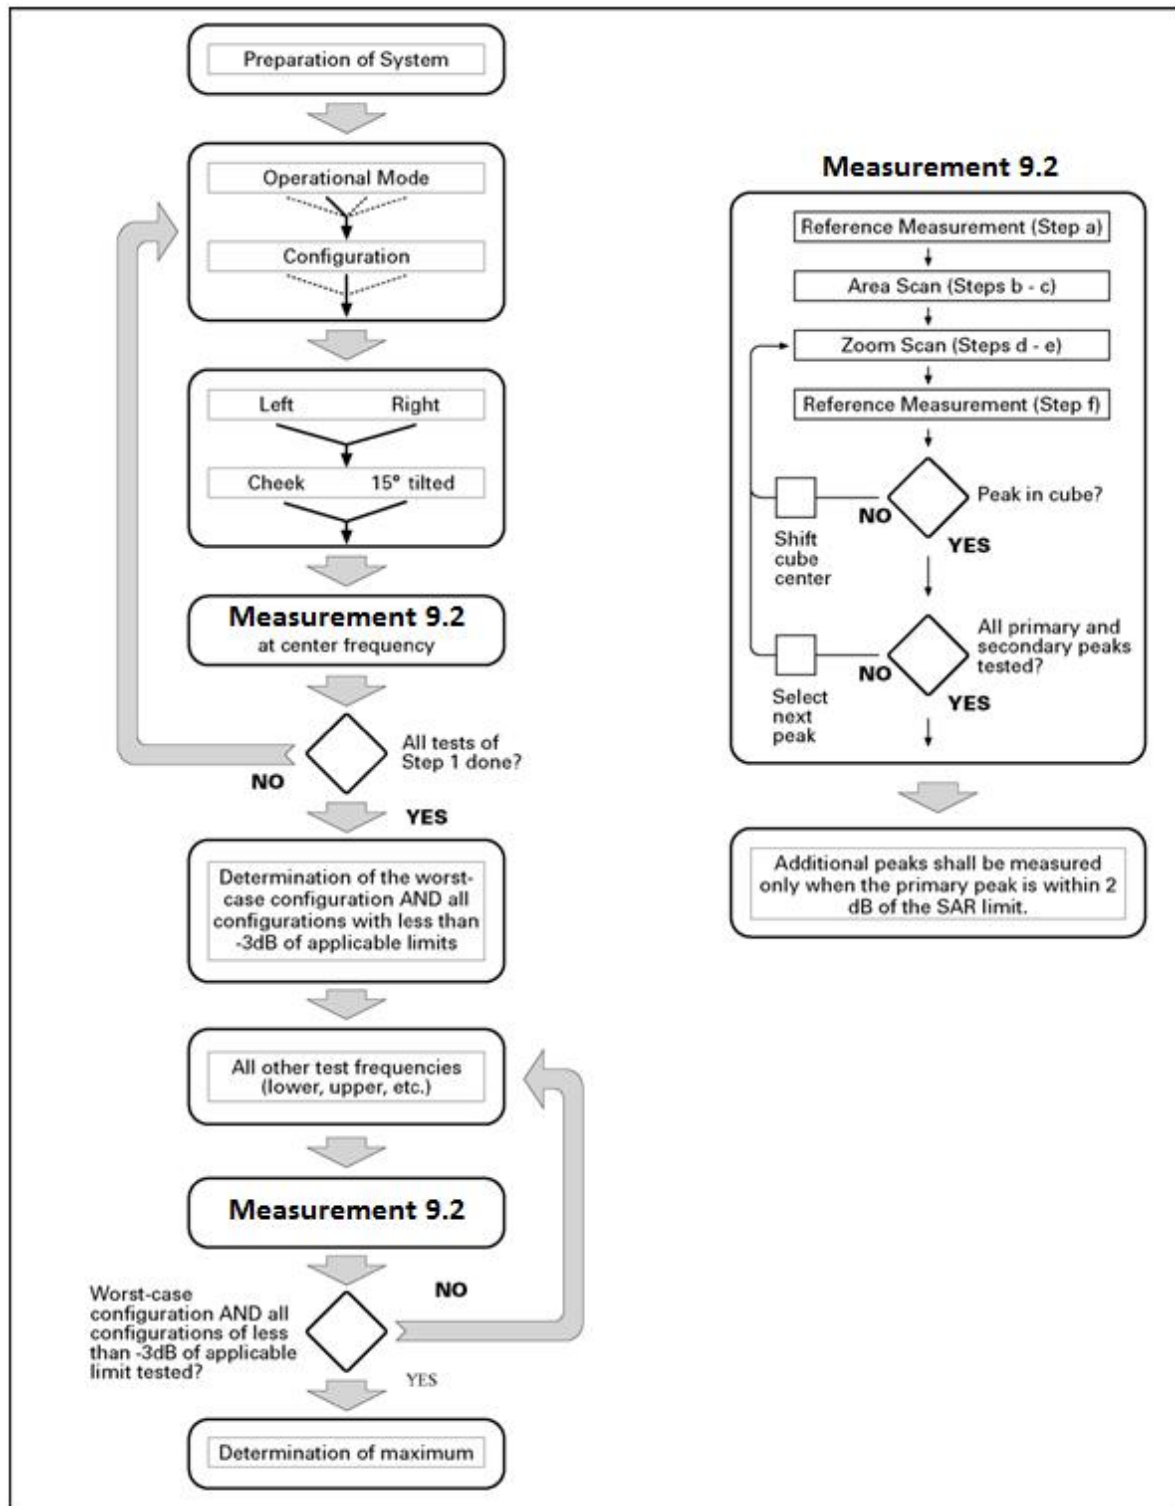 Preparation of System
Operational Mode
Configuration
Left Right
Cheek 15° tilted
Measurement 9.2
at center frequency
All tests of
Step 1 done?
NO
YES
Determination of the worst-
case configuration AND all
configurations with less than
-3dB of applicable limits
All other test frequencies
(lower, upper, etc.)
Measurement 9.2
NO
Worst-case
configuration AND all
configurations of less
than -3dB of applicable
limit tested?
YES
Determination of maximum
Measurement 9.2
Reference Measurement (Step a)
Area Scan (Steps b - c)
Zoom Scan (Steps d - e)
Reference Measurement (Step f)
Peak in cube?
NO
YES
Shift
cube
center
All primary and
secondary peaks
tested?
NO
YES
Select
next
peak
Additional peaks shall be measured
only when the primary peak is within 2
dB of the SAR limit.